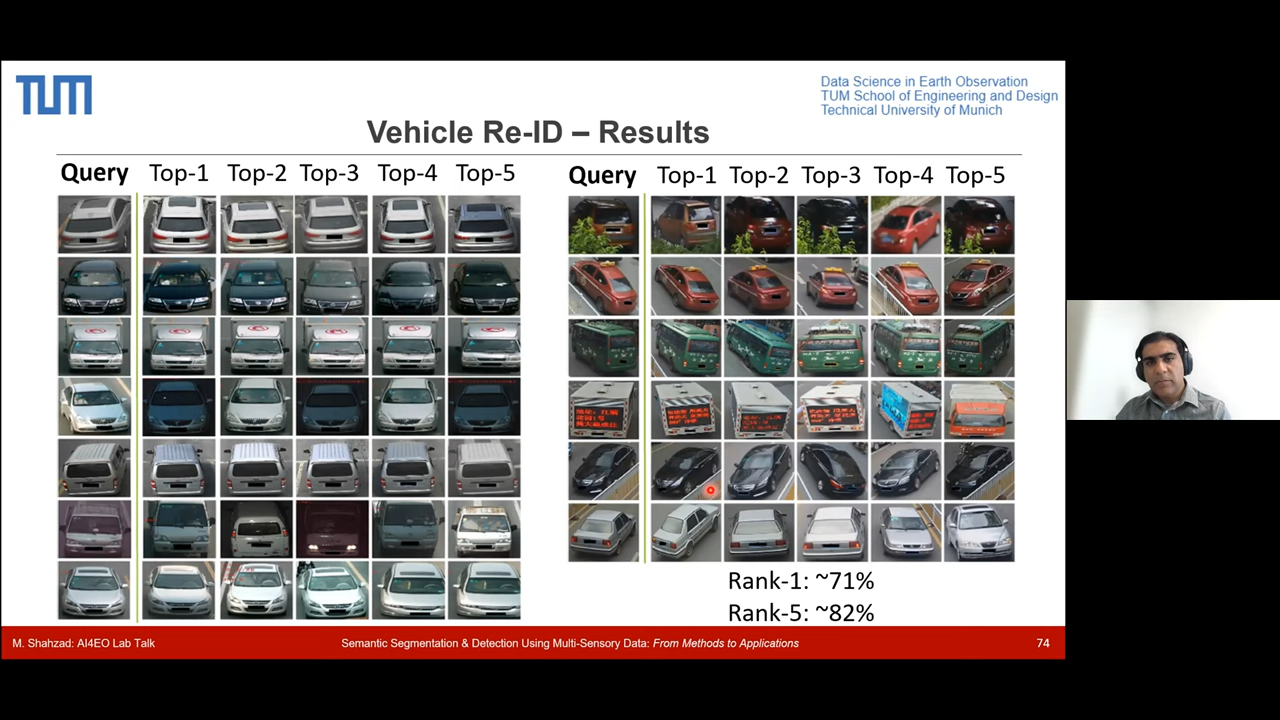 TUM
Data Science in Earth Observation
TUM School of Engineering and Design
Technical University of Munich
Vehicle Re-ID – Results
Query Top-1 Top-2 Top-3 Top-4 Top-5
Query Top-1 Top-2 Top-3 Top-4 Top-5
Rank-1: ~71%
Rank-5: ~82%
M. Shahzad: AI4EO Lab Talk
Semantic Segmentation & Detection Using Multi-Sensory Data: From Methods to Applications
74